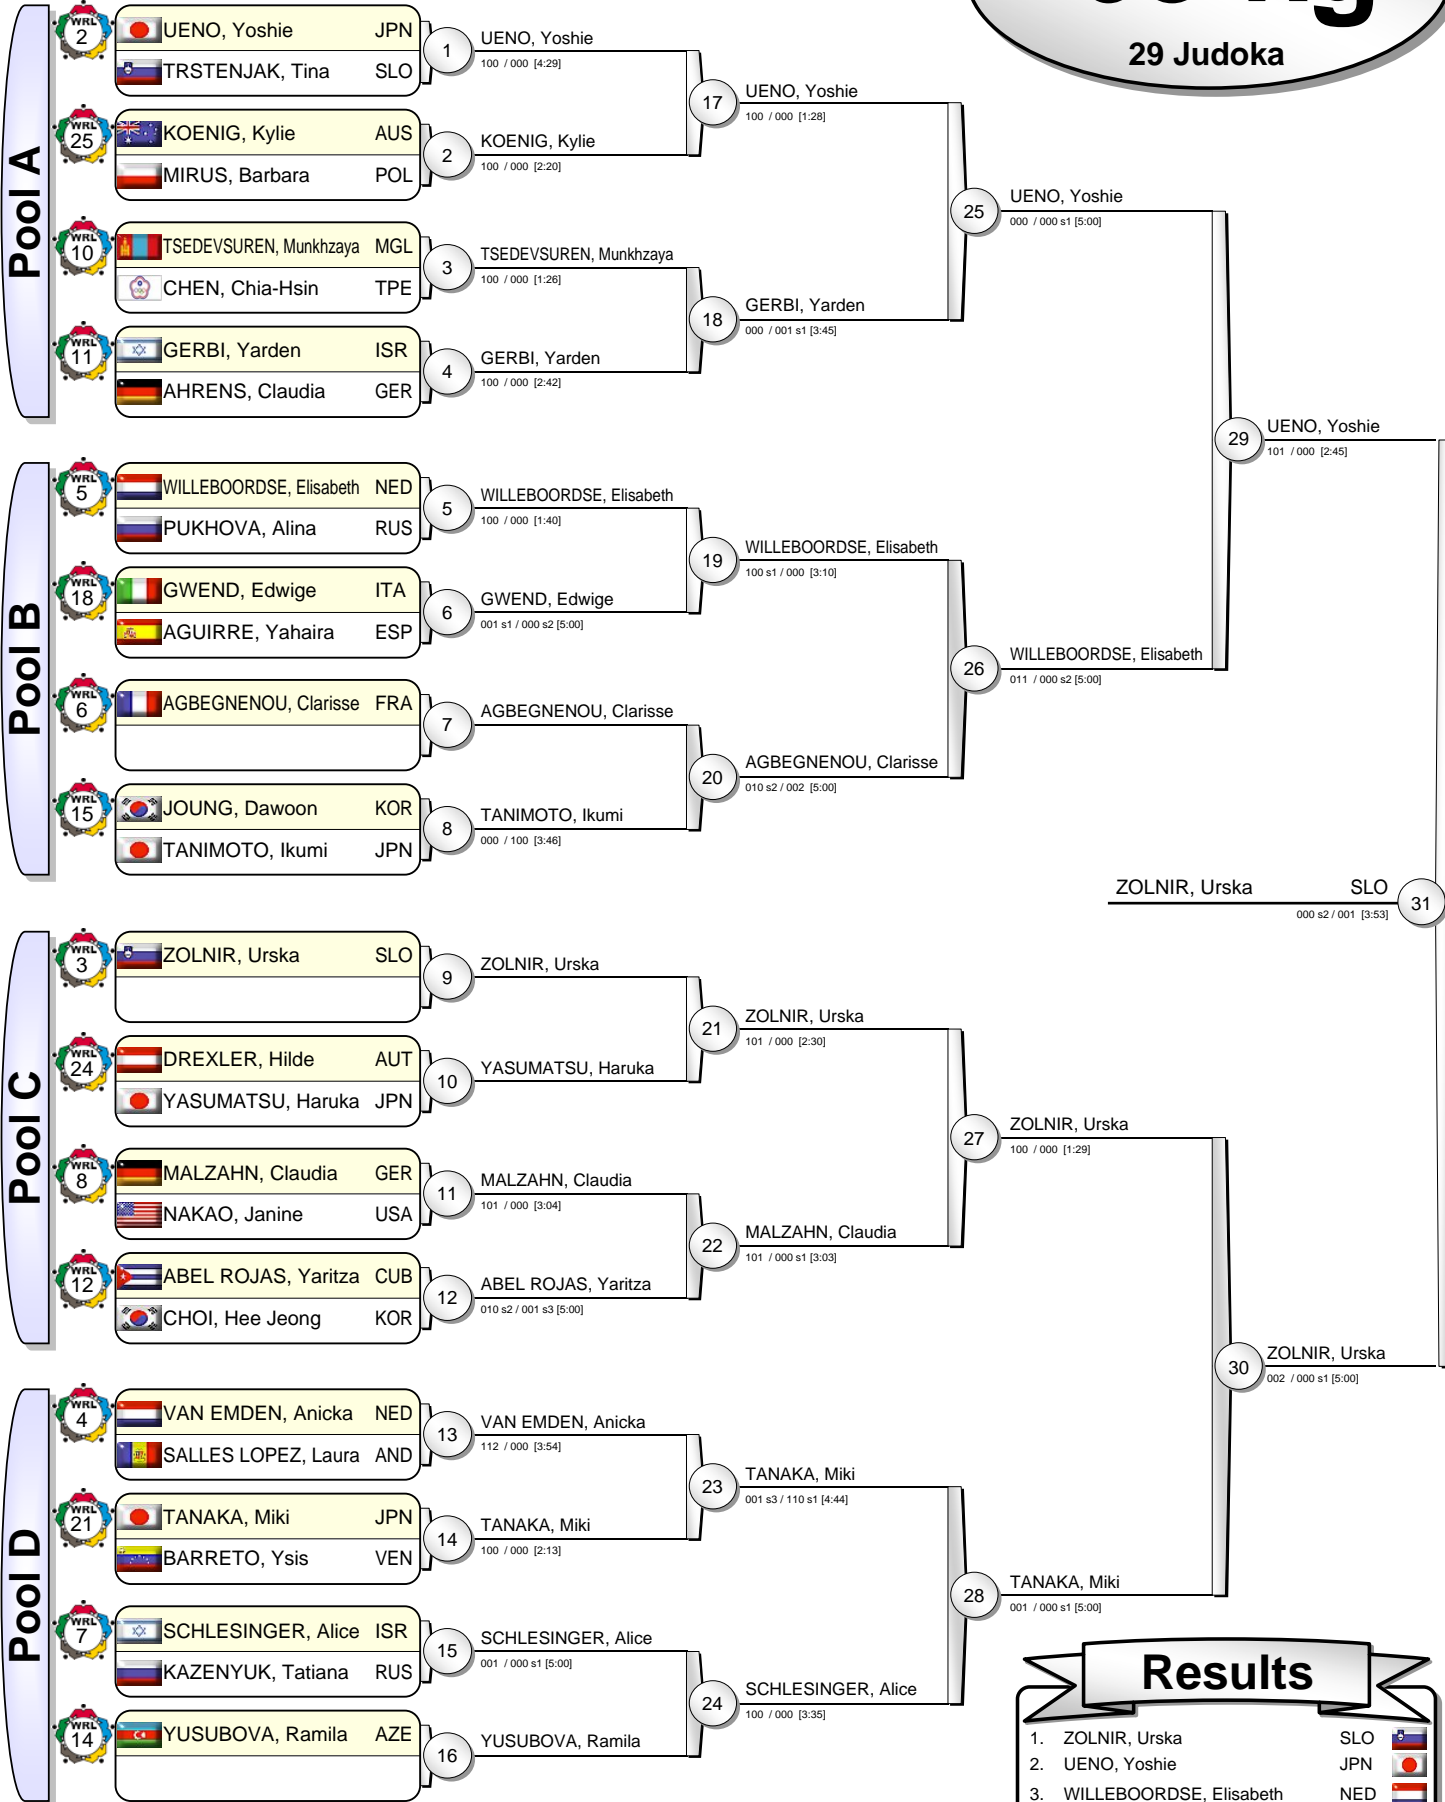 29 Judoka
Pool A
WRL 2
UENO, Yoshie JPN
TRSTENJAK, Tina SLO
1
UENO, Yoshie
100 / 000 [4:29]
WRL 25
KOENIG, Kylie AUS
MIRUS, Barbara POL
2
KOENIG, Kylie
100 / 000 [2:20]
17
UENO, Yoshie
100 / 000 [1:28]
WRL 10
TSEDEVSUREN, Munkhzaya MGL
CHEN, Chia-Hsin TPE
3
TSEDEVSUREN, Munkhzaya
100 / 000 [1:26]
WRL 11
GERBI, Yarden ISR
AHRENS, Claudia GER
4
GERBI, Yarden
100 / 000 [2:42]
18
GERBI, Yarden
000 / 001 s1 [3:45]
25
UENO, Yoshie
000 / 000 s1 [5:00]
Pool B
WRL 5
WILLEBOORDSE, Elisabeth NED
PUKHOVA, Alina RUS
5
WILLEBOORDSE, Elisabeth
100 / 000 [1:40]
WRL 18
GWEND, Edwige ITA
AGUIRRE, Yahaira ESP
6
GWEND, Edwige
001 s1 / 000 s2 [5:00]
19
WILLEBOORDSE, Elisabeth
100 s1 / 000 [3:10]
WRL 6
AGBEGNENOU, Clarisse FRA
7
AGBEGNENOU, Clarisse
WRL 15
JOUNG, Dawoon KOR
TANIMOTO, Ikumi JPN
8
TANIMOTO, Ikumi
000 / 100 [3:46]
20
AGBEGNENOU, Clarisse
010 s2 / 002 [5:00]
26
WILLEBOORDSE, Elisabeth
011 / 000 s2 [5:00]
29
UENO, Yoshie
101 / 000 [2:45]
ZOLNIR, Urska SLO
000 s2 / 001 [3:53]
31
Pool C
WRL 3
ZOLNIR, Urska SLO
9
ZOLNIR, Urska
WRL 24
DREXLER, Hilde AUT
YASUMATSU, Haruka JPN
10
YASUMATSU, Haruka
21
ZOLNIR, Urska
101 / 000 [2:30]
WRL 8
MALZAHN, Claudia GER
NAKAO, Janine USA
11
MALZAHN, Claudia
101 / 000 [3:04]
WRL 12
ABEL ROJAS, Yaritza CUB
CHOI, Hee Jeong KOR
12
ABEL ROJAS, Yaritza
010 s2 / 001 s3 [5:00]
22
MALZAHN, Claudia
101 / 000 s1 [3:03]
27
ZOLNIR, Urska
100 / 000 [1:29]
Pool D
WRL 4
VAN EMDEN, Anicka NED
SALLES LOPEZ, Laura AND
13
VAN EMDEN, Anicka
112 / 000 [3:54]
WRL 21
TANAKA, Miki JPN
BARRETO, Ysis VEN
14
TANAKA, Miki
100 / 000 [2:13]
23
TANAKA, Miki
001 s3 / 110 s1 [4:44]
WRL 7
SCHLESINGER, Alice ISR
KAZENYUK, Tatiana RUS
15
SCHLESINGER, Alice
001 / 000 s1 [5:00]
WRL 14
YUSUBOVA, Ramila AZE
16
YUSUBOVA, Ramila
24
SCHLESINGER, Alice
100 / 000 [3:35]
28
TANAKA, Miki
001 / 000 s1 [5:00]
30
ZOLNIR, Urska
002 / 000 s1 [5:00]
Results
1. ZOLNIR, Urska SLO
2. UENO, Yoshie JPN
3. WILLEBOORDSE, Elisabeth NED